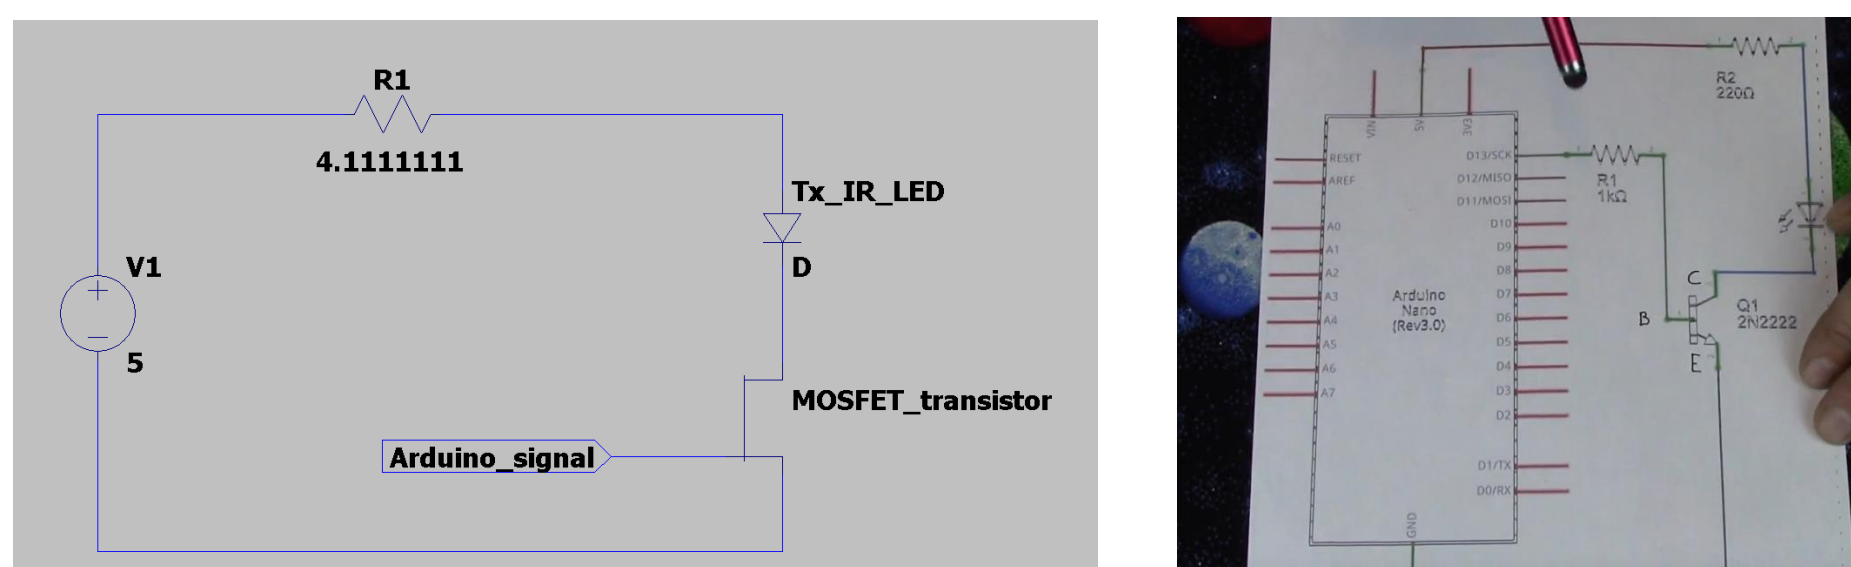 R1
4.1111111
Tx_IR_LED
D
V1
5
MOSFET_transistor
Arduino_signal
R2
220Ω
VIN
5V
3V3
RESET
AREF
A0
A1
A2
A3
A4
A5
A6
A7
D13/SCK
D12/MISO
D11/MOSI
D10
D9
D8
D7
D6
D5
D4
D3
D2
D1/TX
D0/RX
GND
Arduino
Nano
(Rev3.0)
R1
1kΩ
C
B
E
Q1
2N2222